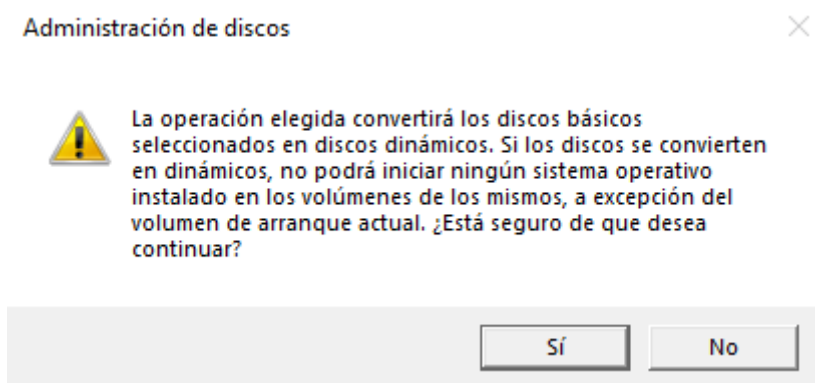 Administración de discos
La operación elegida convertirá los discos básicos
seleccionados en discos dinámicos. Si los discos se convierten
en dinámicos, no podrá iniciar ningún sistema operativo
instalado en los volúmenes de los mismos, a excepción del
volumen de arranque actual. ¿Está seguro de que desea
continuar?
Sí
No